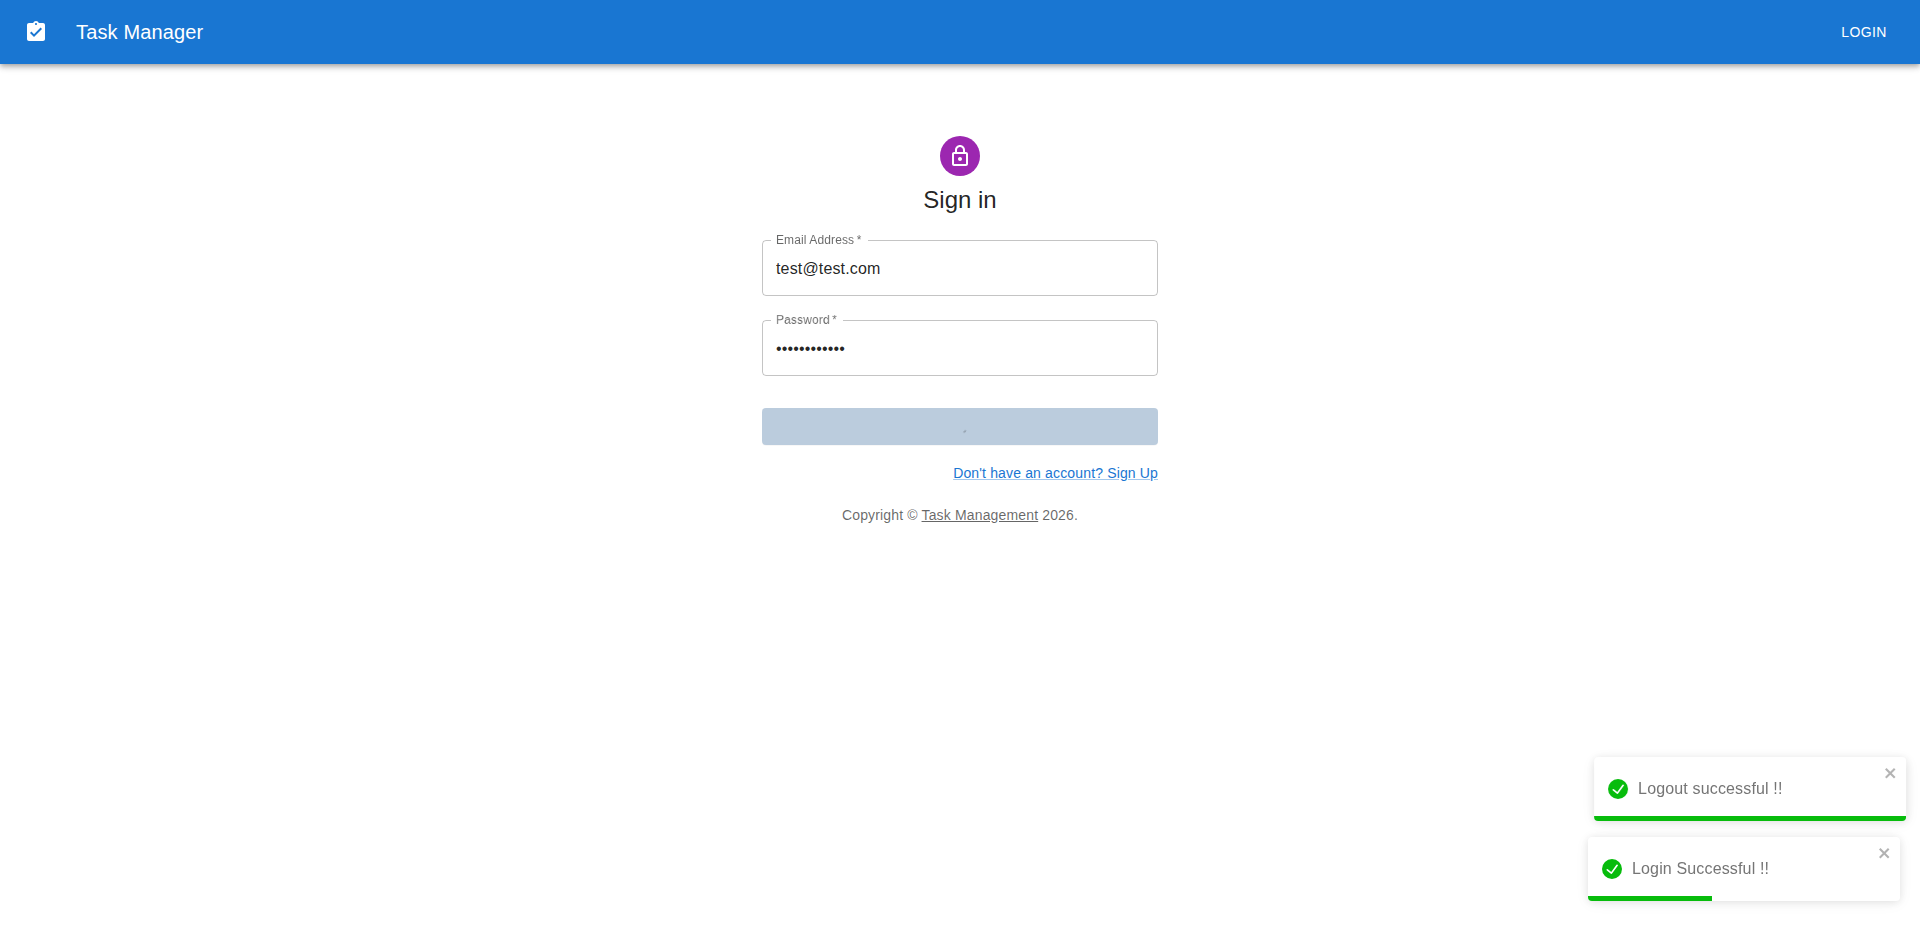 Task Manager
LOGIN
Sign in
Email Address *
test@test.com
Password *
••••••••••••
Don't have an account? Sign Up
Copyright © Task Management 2026.
Logout successful !!
Login Successful !!